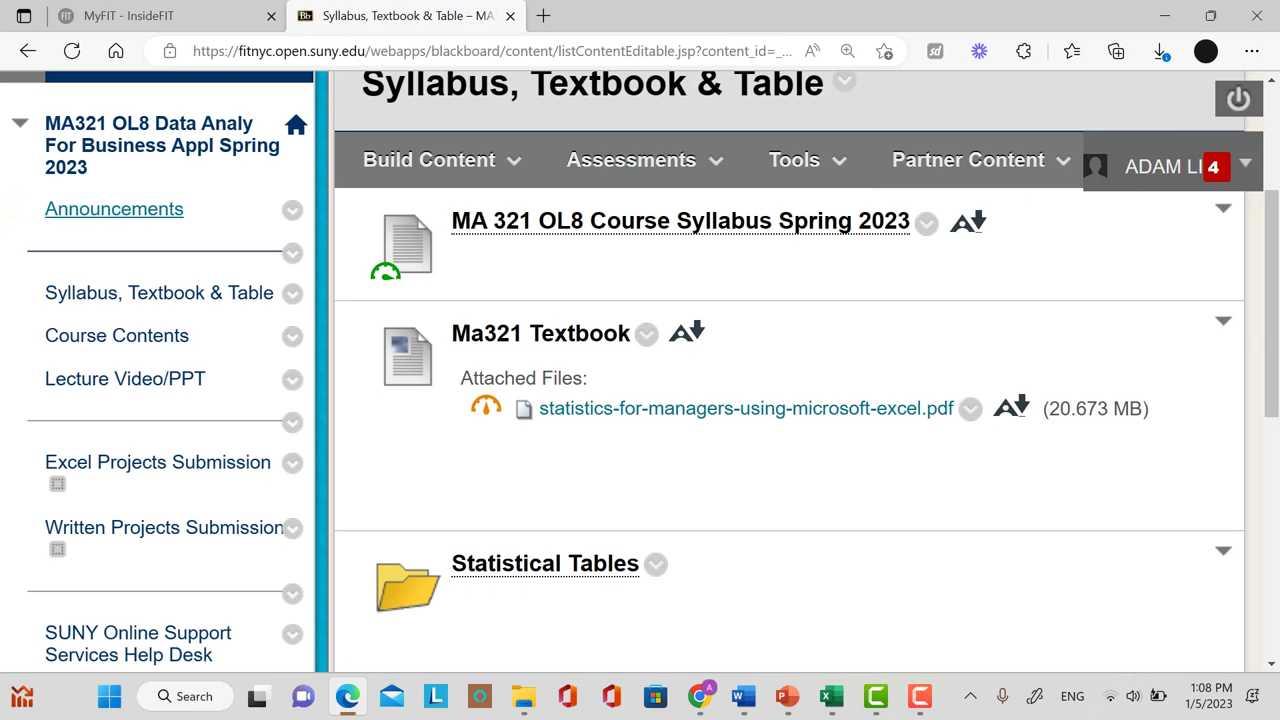 MyFIT - InsideFIT
Syllabus, Textbook & Table – MA
https://fitnyc.open.suny.edu/webapps/blackboard/content/listContentEditable.jsp?content_id=_...
Syllabus, Textbook & Table
Build Content
Assessments
Tools
Partner Content
ADAM LI
4
MA321 OL8 Data Analy
For Business Appl Spring
2023
Announcements
Syllabus, Textbook & Table
Course Contents
Lecture Video/PPT
Excel Projects Submission
Written Projects Submission
SUNY Online Support
Services Help Desk
MA 321 OL8 Course Syllabus Spring 2023
Ma321 Textbook
Attached Files:
statistics-for-managers-using-microsoft-excel.pdf (20.673 MB)
Statistical Tables
Search
ENG
1:08 PM
1/5/2023